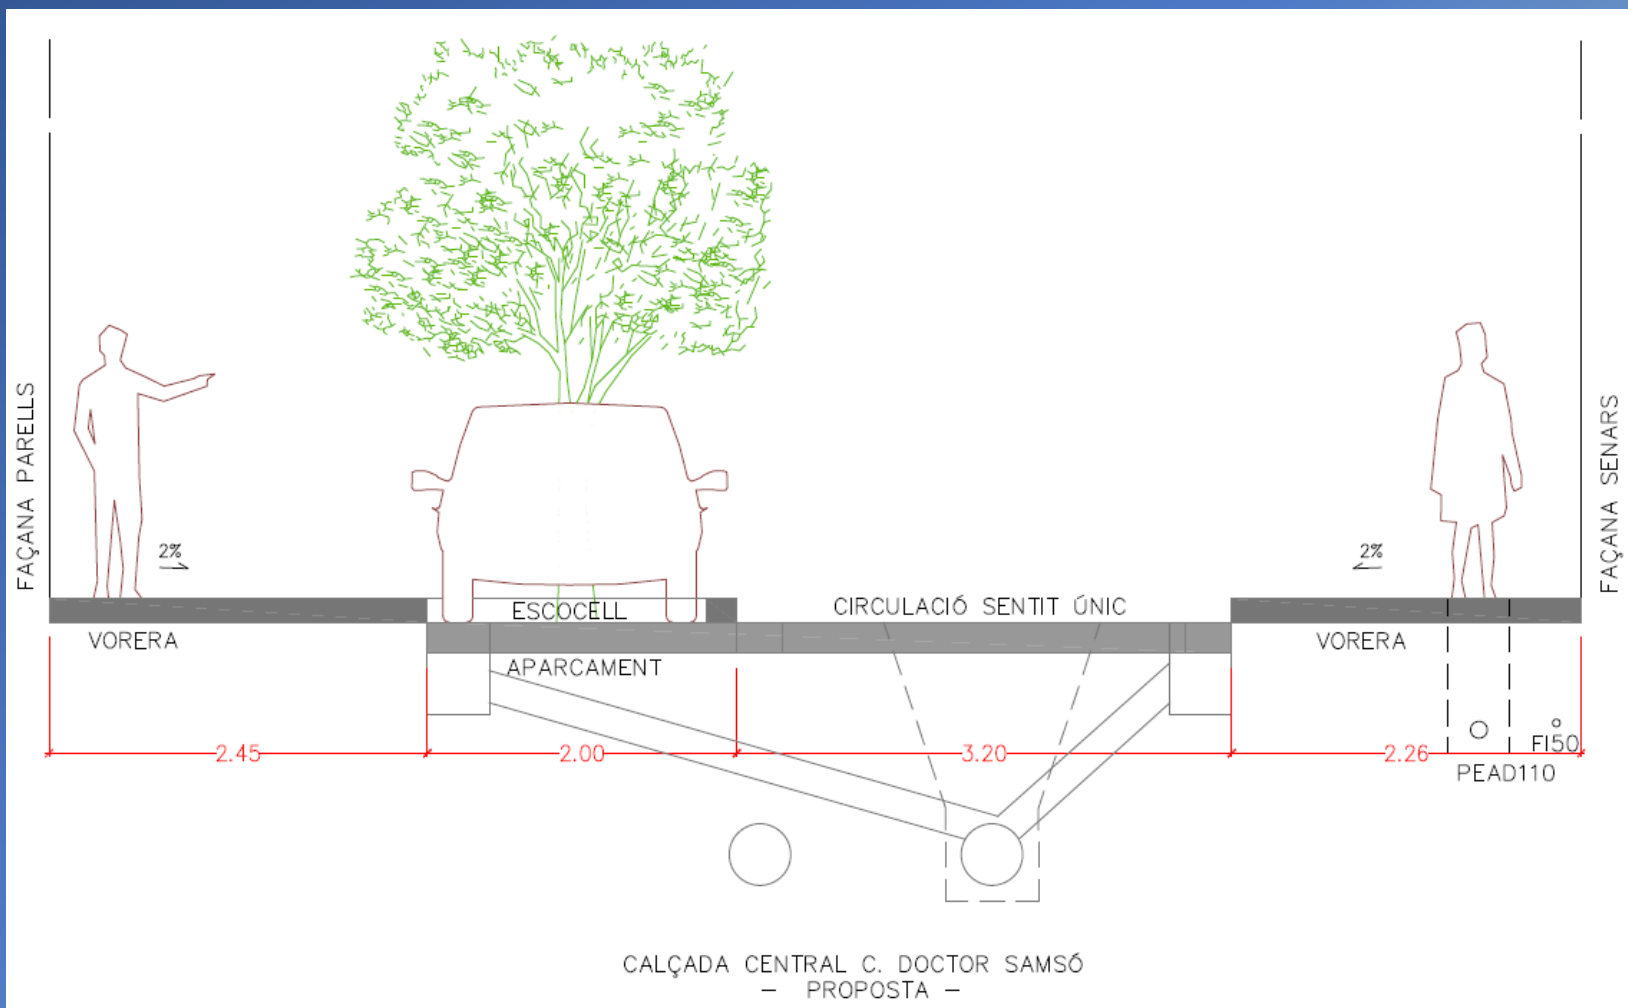 FAÇANA PARELLS
FAÇANA SENARS
2%
2%
ESCOCELL
CIRCULACIÓ SENTIT ÚNIC
VORERA
APARCAMENT
VORERA
2.45
2.00
3.20
2.26
FI50
PEAD110
CALÇADA CENTRAL C. DOCTOR SAMSÓ
- PROPOSTA -